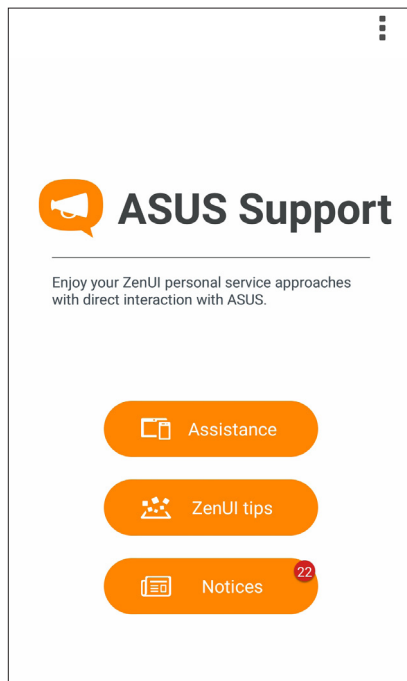 ASUS Support
Enjoy your ZenUI personal service approaches
with direct interaction with ASUS.
Assistance
ZenUI tips
22
Notices